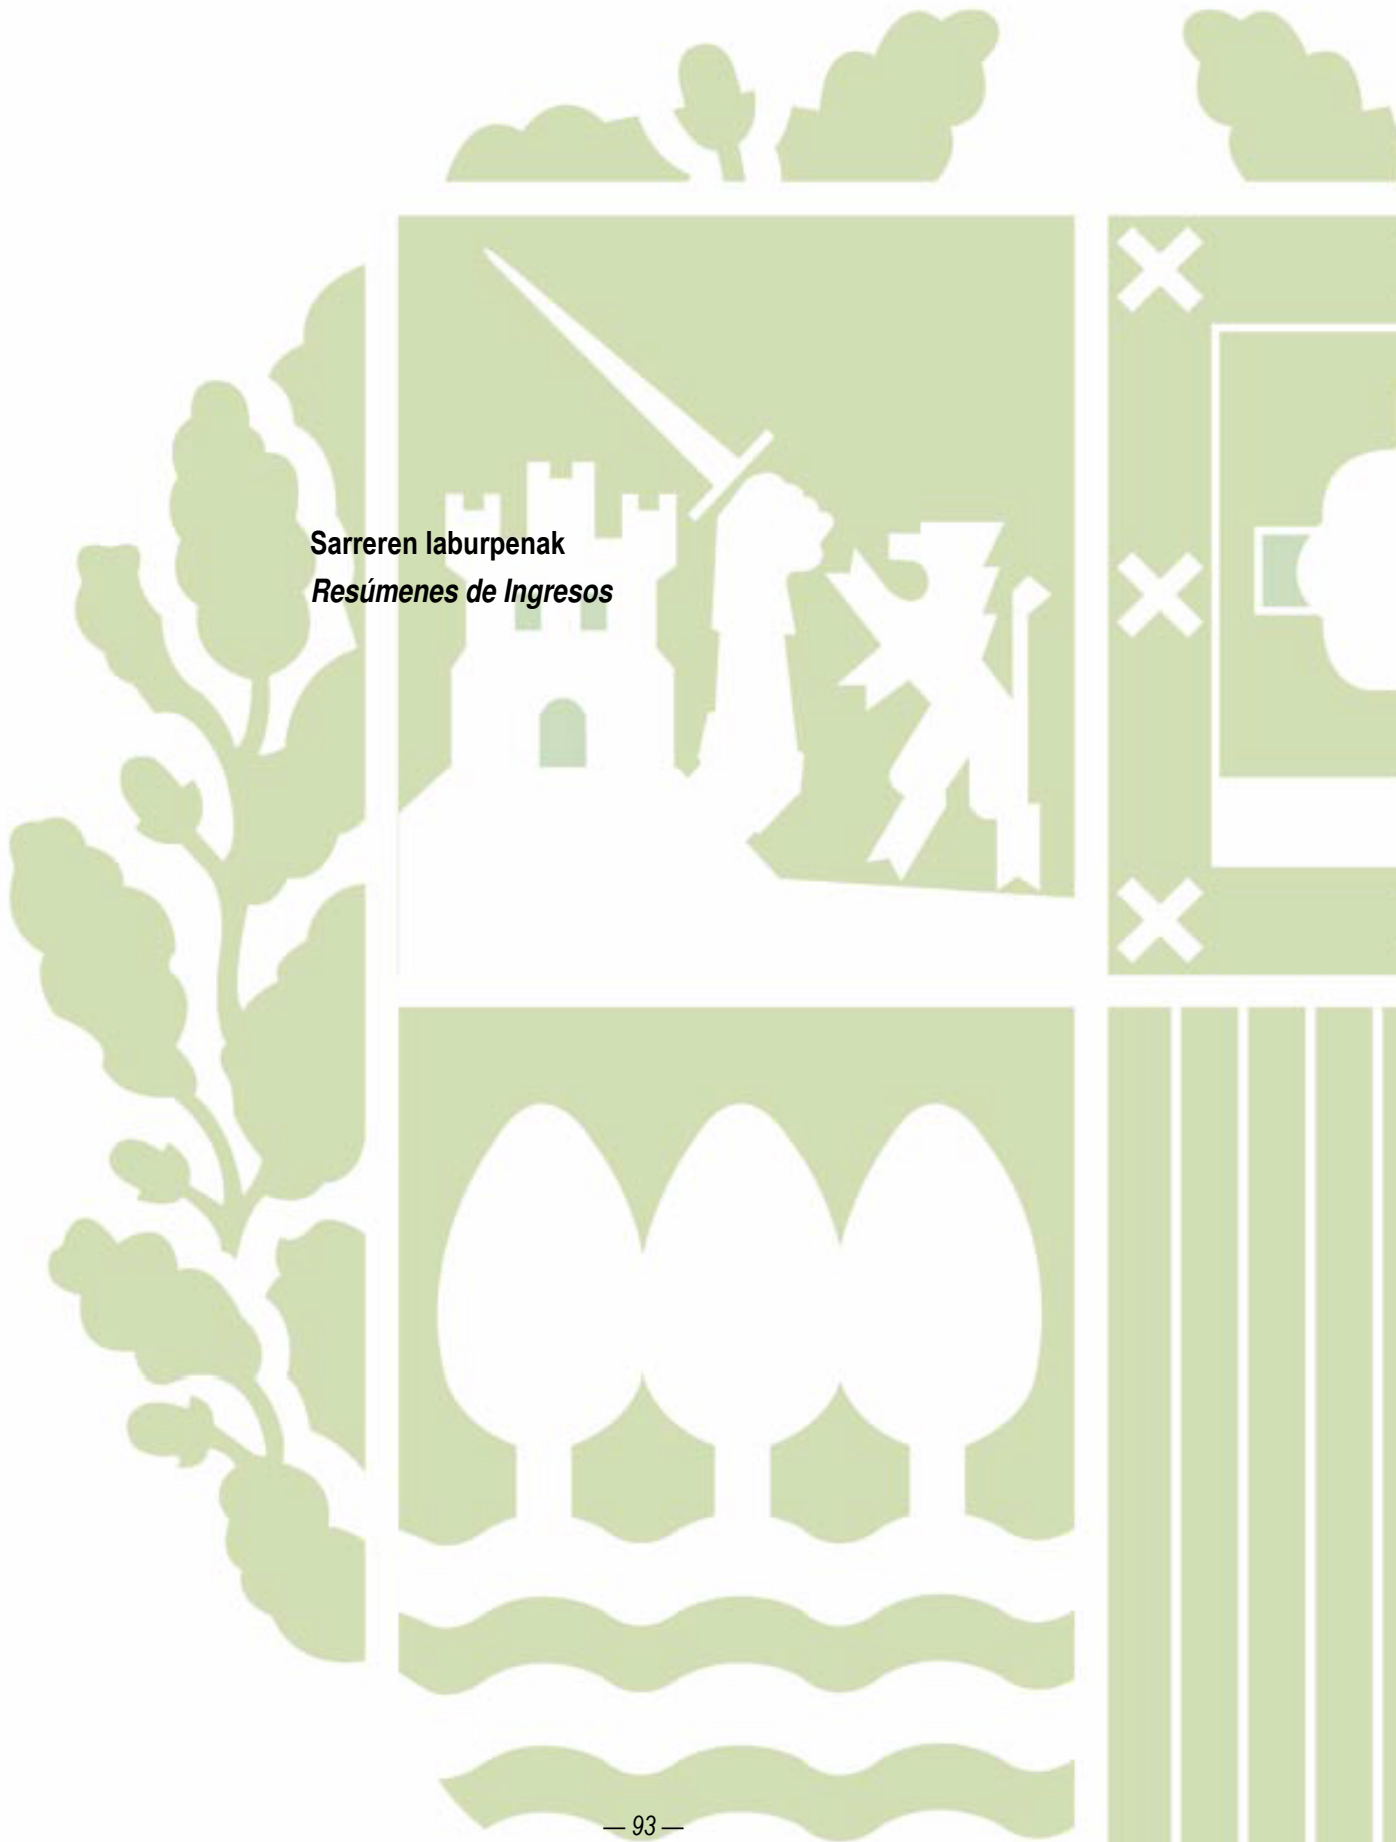 Sarreren laburpenak
Resúmenes de Ingresos
— 93 —